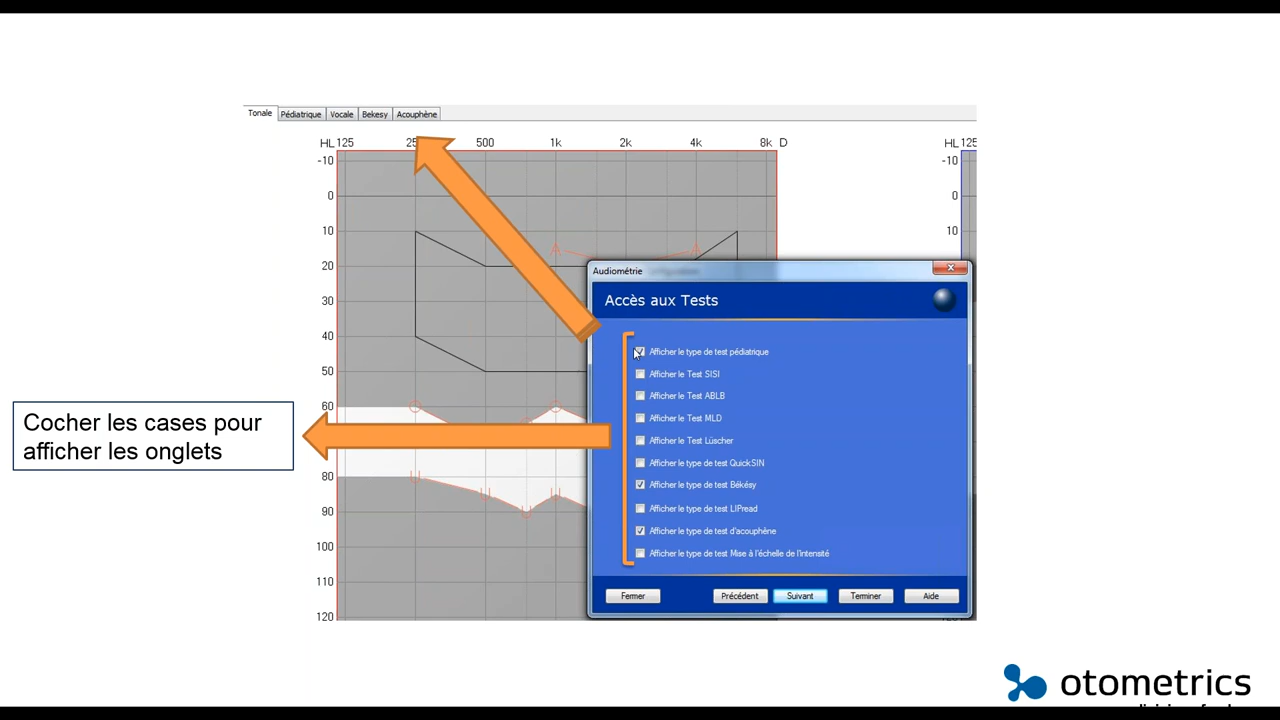 Tonale Pédiatrique Vocale Bekesy Acouphène
HL 125 500 1k 2k 4k 8k D HL 125
-10 -10
0 0
10 10
20
30
40
50
60
80
90
100
110
120
A A
U U U
Audiométrie
Accès aux Tests
Afficher le type de test pédiatrique
Afficher le Test SISI
Afficher le Test ABLB
Afficher le Test MLD
Afficher le Test Lüscher
Afficher le type de test QuickSIN
Afficher le type de test Békésy
Afficher le type de test LIPread
Afficher le type de test d'acouphène
Afficher le type de test Mise à l'échelle de l'intensité
Fermer Précédent Suivant Terminer Aide
Cocher les cases pour
afficher les onglets
otometrics